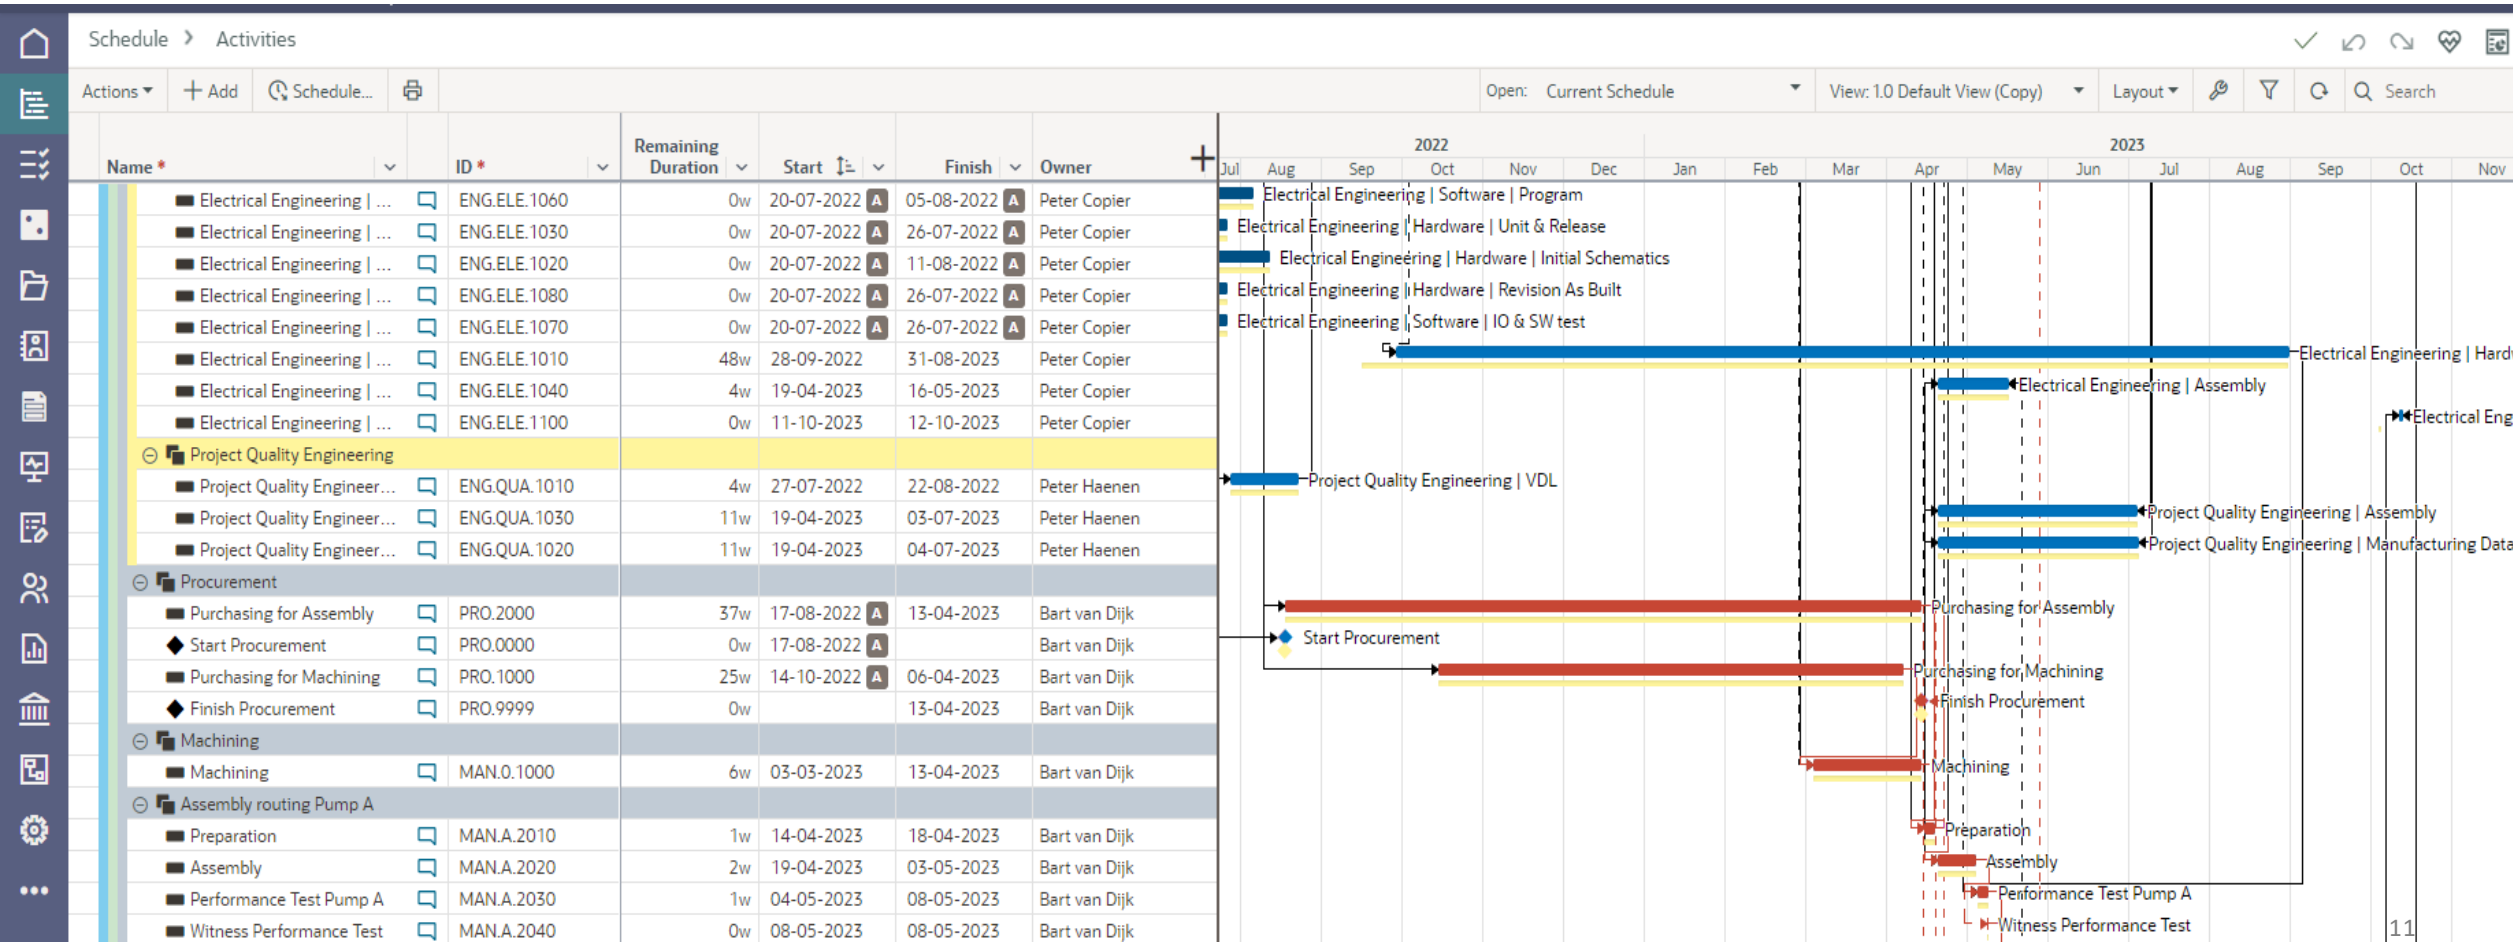 Schedule > Activities
Actions Add Schedule... Open: Current Schedule View: 1.0 Default View (Copy) Layout Search
Name * ID * Remaining Duration Start Finish Owner
2022 2023
Jul Aug Sep Oct Nov Dec Jan Feb Mar Apr May Jun Jul Aug Sep Oct Nov
Electrical Engineering | ... ENG.ELE.1060 0w 20-07-2022 A 05-08-2022 A Peter Copier Electrical Engineering | Software | Program
Electrical Engineering | ... ENG.ELE.1030 0w 20-07-2022 A 26-07-2022 A Peter Copier Electrical Engineering | Hardware | Unit & Release
Electrical Engineering | ... ENG.ELE.1020 0w 20-07-2022 A 11-08-2022 A Peter Copier Electrical Engineering | Hardware | Initial Schematics
Electrical Engineering | ... ENG.ELE.1080 0w 20-07-2022 A 26-07-2022 A Peter Copier Electrical Engineering | Hardware | Revision As Built
Electrical Engineering | ... ENG.ELE.1070 0w 20-07-2022 A 26-07-2022 A Peter Copier Electrical Engineering | Software | IO & SW test
Electrical Engineering | ... ENG.ELE.1010 48w 28-09-2022 31-08-2023 Peter Copier Electrical Engineering | Hard
Electrical Engineering | ... ENG.ELE.1040 4w 19-04-2023 16-05-2023 Peter Copier Electrical Engineering | Assembly
Electrical Engineering | ... ENG.ELE.1100 0w 11-10-2023 12-10-2023 Peter Copier Electrical Eng
Project Quality Engineering
Project Quality Engineer... ENG.QUA.1010 4w 27-07-2022 22-08-2022 Peter Haenen Project Quality Engineering | VDL
Project Quality Engineer... ENG.QUA.1030 11w 19-04-2023 03-07-2023 Peter Haenen Project Quality Engineering | Assembly
Project Quality Engineer... ENG.QUA.1020 11w 19-04-2023 04-07-2023 Peter Haenen Project Quality Engineering | Manufacturing Data
Procurement
Purchasing for Assembly PRO.2000 37w 17-08-2022 A 13-04-2023 Bart van Dijk Purchasing for Assembly
Start Procurement PRO.0000 0w 17-08-2022 A Bart van Dijk Start Procurement
Purchasing for Machining PRO.1000 25w 14-10-2022 A 06-04-2023 Bart van Dijk Purchasing for Machining
Finish Procurement PRO.9999 0w 13-04-2023 Bart van Dijk Finish Procurement
Machining
Machining MAN.0.1000 6w 03-03-2023 13-04-2023 Bart van Dijk Machining
Assembly routing Pump A
Preparation MAN.A.2010 1w 14-04-2023 18-04-2023 Bart van Dijk Preparation
Assembly MAN.A.2020 2w 19-04-2023 03-05-2023 Bart van Dijk Assembly
Performance Test Pump A MAN.A.2030 1w 04-05-2023 08-05-2023 Bart van Dijk Performance Test Pump A
Witness Performance Test MAN.A.2040 0w 08-05-2023 08-05-2023 Bart van Dijk Witness Performance Test
11